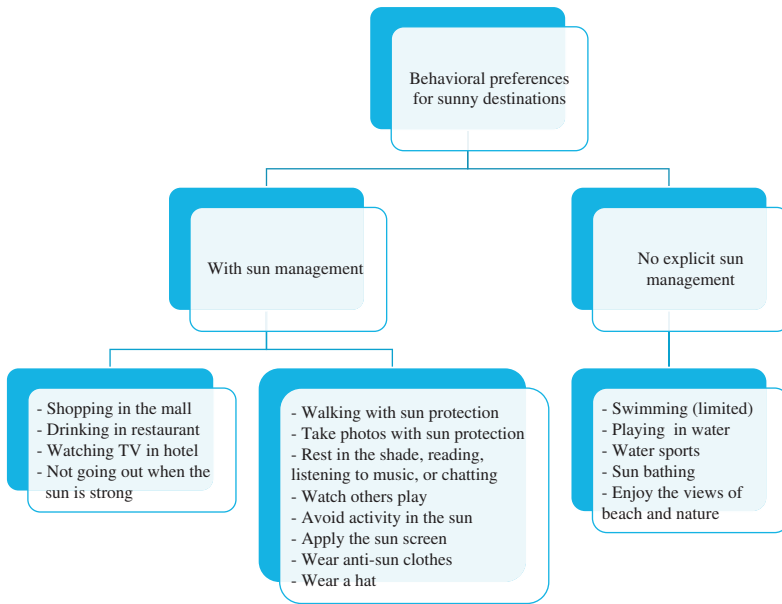 Behavioral preferences
for sunny destinations
With sun management
No explicit sun
management
- Shopping in the mall
- Drinking in restaurant
- Watching TV in hotel
- Not going out when the
sun is strong
- Walking with sun protection
- Take photos with sun protection
- Rest in the shade, reading,
listening to music, or chatting
- Watch others play
- Avoid activity in the sun
- Apply the sun screen
- Wear anti-sun clothes
- Wear a hat
- Swimming (limited)
- Playing in water
- Water sports
- Sun bathing
- Enjoy the views of
beach and nature